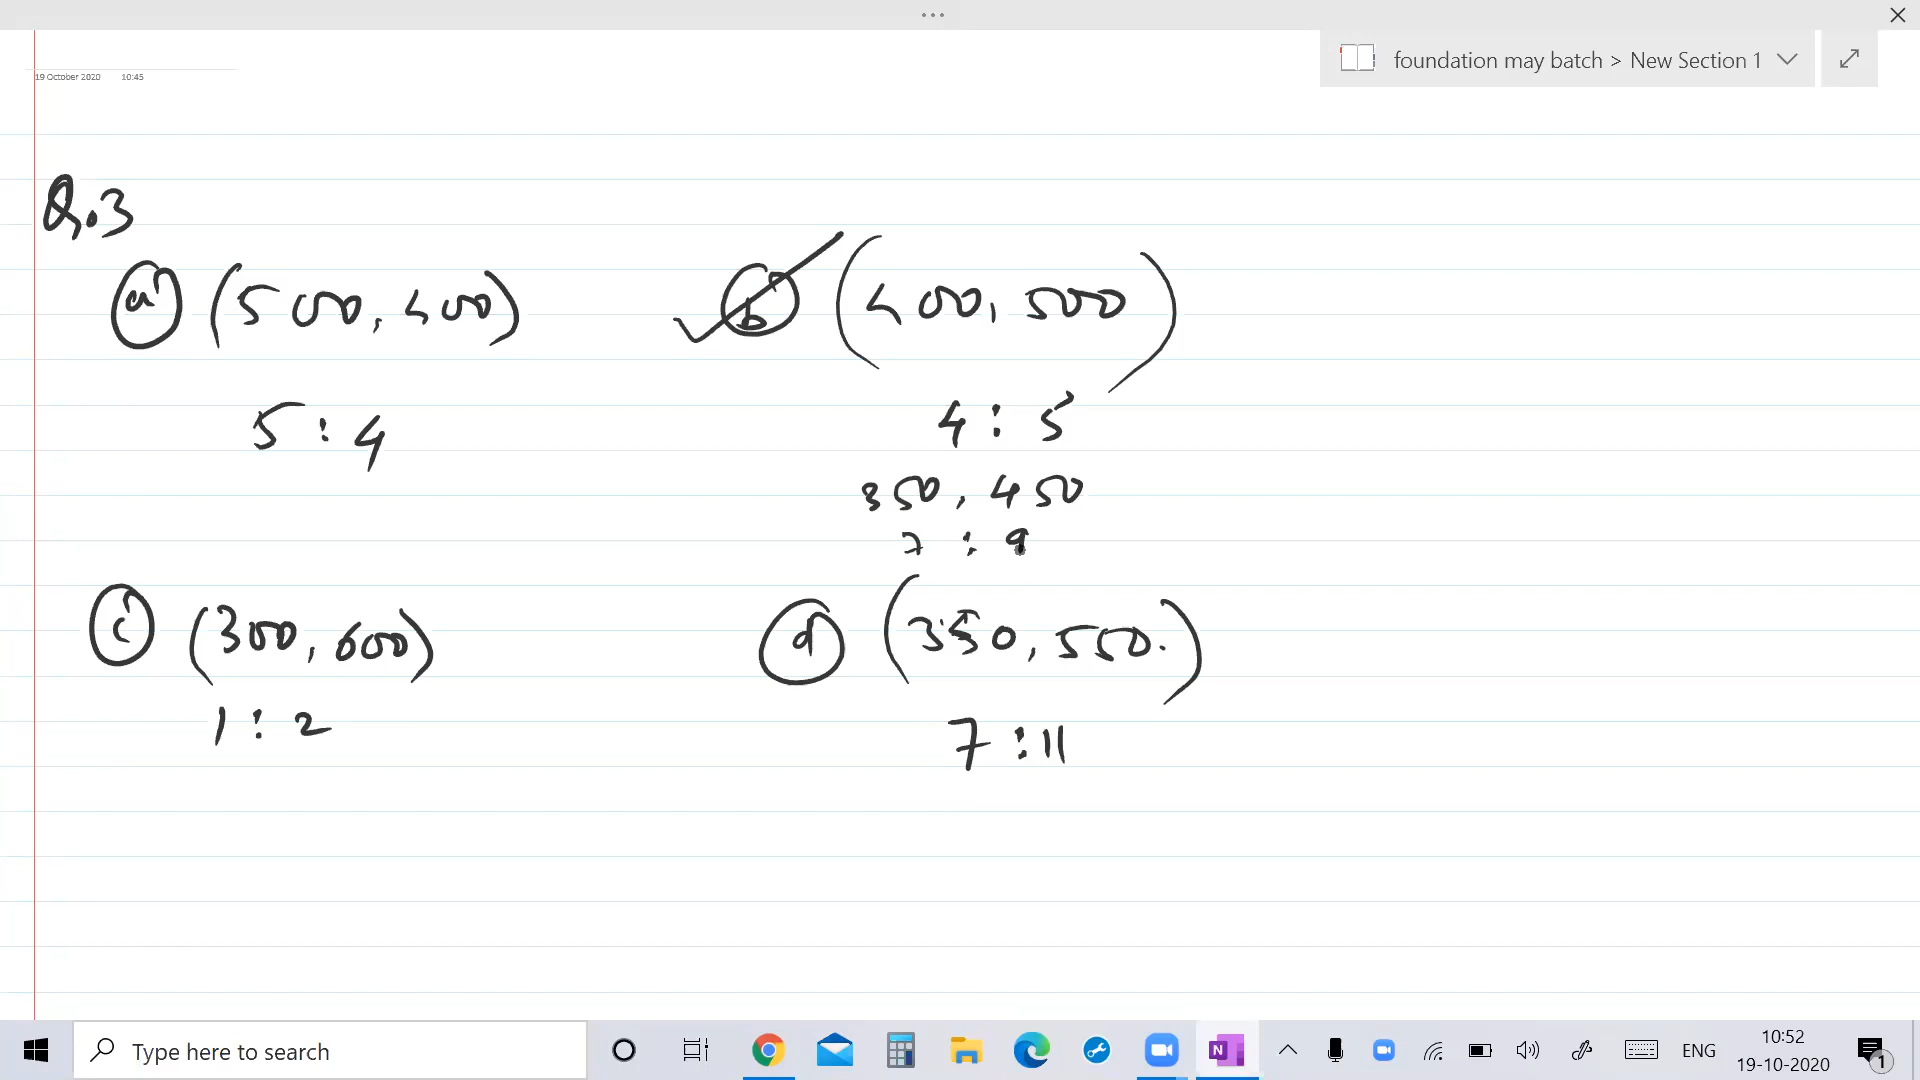 foundation may batch > New Section 1
19 October 2020 10:45
Q.3
(a) (500, 400)
5 : 4
(b) (400, 500)
4 : 5
350, 450
7 : 9
(c) (300, 600)
1 : 2
(d) (350, 550.)
7 : 11
Type here to search
N
ENG
10:52
19-10-2020
1